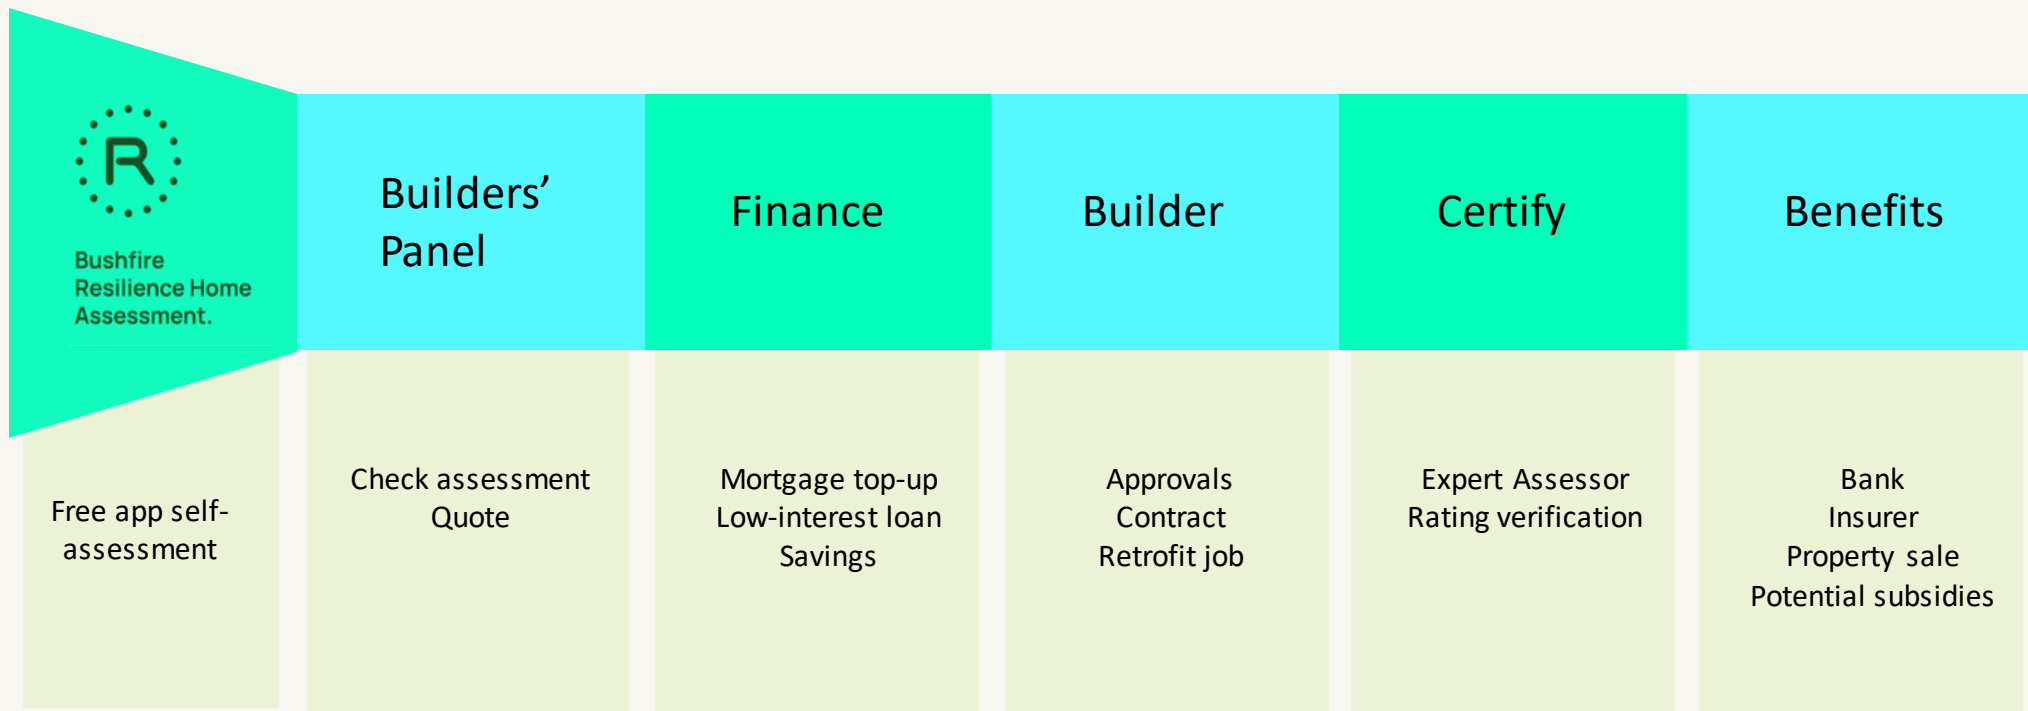 R
Bushfire
Resilience Home
Assessment.
Free app self-
assessment
Builders’
Panel
Check assessment
Quote
Finance
Mortgage top-up
Low-interest loan
Savings
Builder
Approvals
Contract
Retrofit job
Certify
Expert Assessor
Rating verification
Benefits
Bank
Insurer
Property sale
Potential subsidies